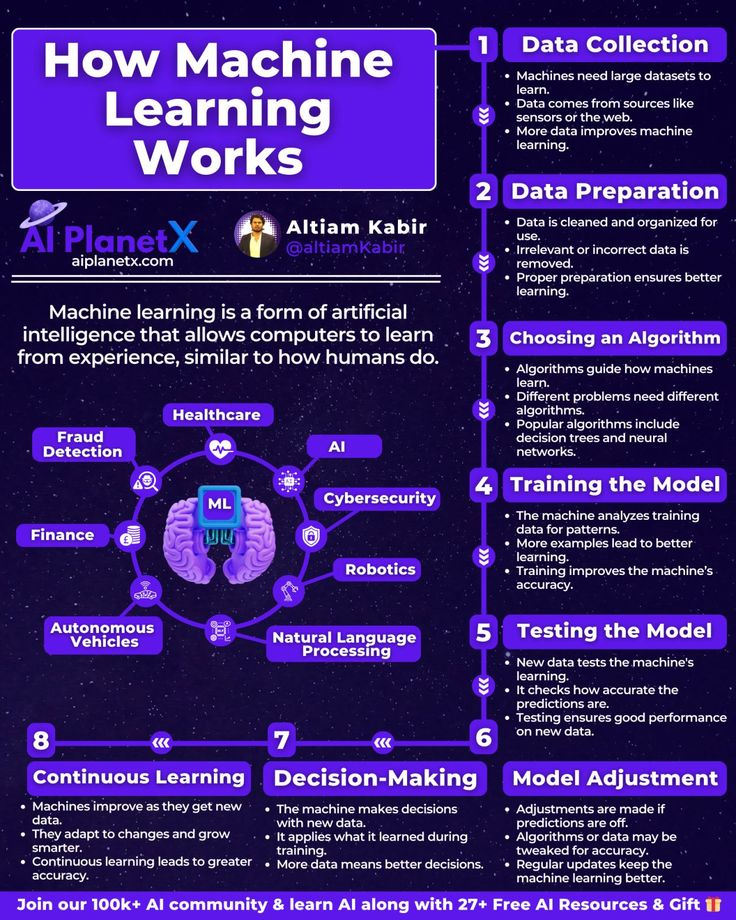 How Machine
Learning
Works
AI PlanetX
aiplanetx.com
Altiam Kabir
@altiamKabir
Machine learning is a form of artificial
intelligence that allows computers to learn
from experience, similar to how humans do.
Healthcare
Fraud
Detection
AI
ML
Cybersecurity
Finance
Robotics
Autonomous
Vehicles
Natural Language
Processing
1 Data Collection
• Machines need large datasets to
learn.
• Data comes from sources like
sensors or the web.
• More data improves machine
learning.
2 Data Preparation
• Data is cleaned and organized for
use.
• Irrelevant or incorrect data is
removed.
• Proper preparation ensures better
learning.
3 Choosing an Algorithm
• Algorithms guide how machines
learn.
• Different problems need different
algorithms.
• Popular algorithms include
decision trees and neural
networks.
4 Training the Model
• The machine analyzes training
data for patterns.
• More examples lead to better
learning.
• Training improves the machine's
accuracy.
5 Testing the Model
• New data tests the machine's
learning.
• It checks how accurate the
predictions are.
• Testing ensures good performance
on new data.
6
Model Adjustment
• Adjustments are made if
predictions are off.
• Algorithms or data may be
tweaked for accuracy.
• Regular updates keep the
machine learning better.
7
Decision-Making
• The machine makes decisions
with new data.
• It applies what it learned during
training.
• More data means better decisions.
8
Continuous Learning
• Machines improve as they get new
data.
• They adapt to changes and grow
smarter.
• Continuous learning leads to greater
accuracy.
Join our 100k+ AI community & learn AI along with 27+ Free AI Resources & Gift 🎁